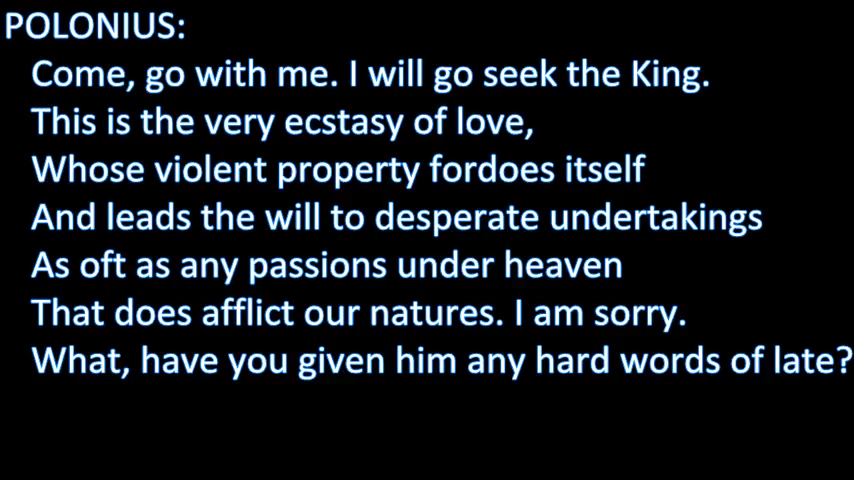 POLONIUS:
Come, go with me. I will go seek the King.
This is the very ecstasy of love,
Whose violent property fordoes itself
And leads the will to desperate undertakings
As oft as any passions under heaven
That does afflict our natures. I am sorry.
What, have you given him any hard words of late?